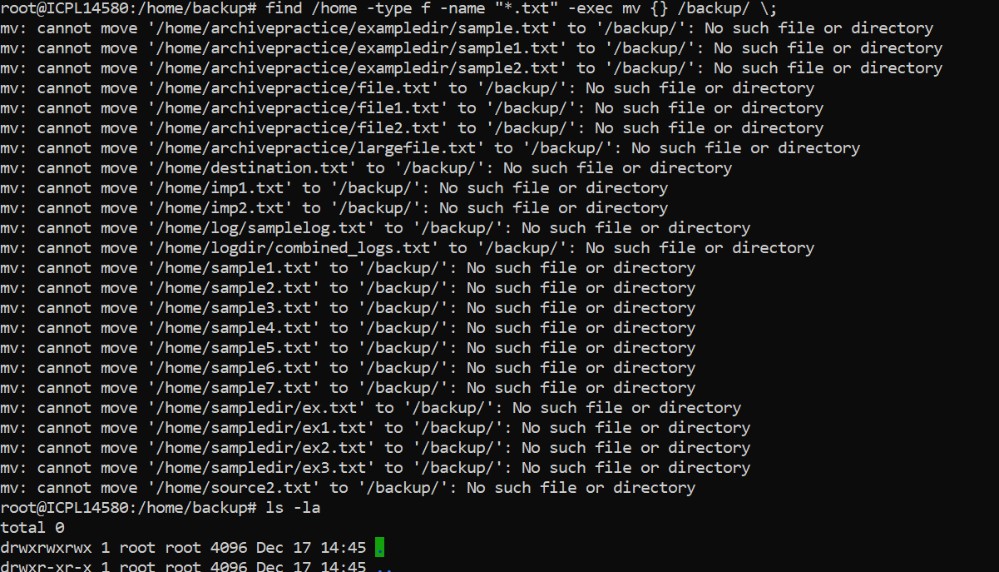 root@ICPL14580:/home/backup# find /home -type f -name "*.txt" -exec mv {} /backup/ \;
mv: cannot move '/home/archivepractice/exampledir/sample.txt' to '/backup/': No such file or directory
mv: cannot move '/home/archivepractice/exampledir/sample1.txt' to '/backup/': No such file or directory
mv: cannot move '/home/archivepractice/exampledir/sample2.txt' to '/backup/': No such file or directory
mv: cannot move '/home/archivepractice/file.txt' to '/backup/': No such file or directory
mv: cannot move '/home/archivepractice/file1.txt' to '/backup/': No such file or directory
mv: cannot move '/home/archivepractice/file2.txt' to '/backup/': No such file or directory
mv: cannot move '/home/archivepractice/largefile.txt' to '/backup/': No such file or directory
mv: cannot move '/home/destination.txt' to '/backup/': No such file or directory
mv: cannot move '/home/imp1.txt' to '/backup/': No such file or directory
mv: cannot move '/home/imp2.txt' to '/backup/': No such file or directory
mv: cannot move '/home/log/samplelog.txt' to '/backup/': No such file or directory
mv: cannot move '/home/logdir/combined_logs.txt' to '/backup/': No such file or directory
mv: cannot move '/home/sample1.txt' to '/backup/': No such file or directory
mv: cannot move '/home/sample2.txt' to '/backup/': No such file or directory
mv: cannot move '/home/sample3.txt' to '/backup/': No such file or directory
mv: cannot move '/home/sample4.txt' to '/backup/': No such file or directory
mv: cannot move '/home/sample5.txt' to '/backup/': No such file or directory
mv: cannot move '/home/sample6.txt' to '/backup/': No such file or directory
mv: cannot move '/home/sample7.txt' to '/backup/': No such file or directory
mv: cannot move '/home/sampledir/ex.txt' to '/backup/': No such file or directory
mv: cannot move '/home/sampledir/ex1.txt' to '/backup/': No such file or directory
mv: cannot move '/home/sampledir/ex2.txt' to '/backup/': No such file or directory
mv: cannot move '/home/sampledir/ex3.txt' to '/backup/': No such file or directory
mv: cannot move '/home/source2.txt' to '/backup/': No such file or directory
root@ICPL14580:/home/backup# ls -la
total 0
drwxrwxrwx 1 root root 4096 Dec 17 14:45 .
drwxr-xr-x 1 root root 4096 Dec 17 14:45 ..